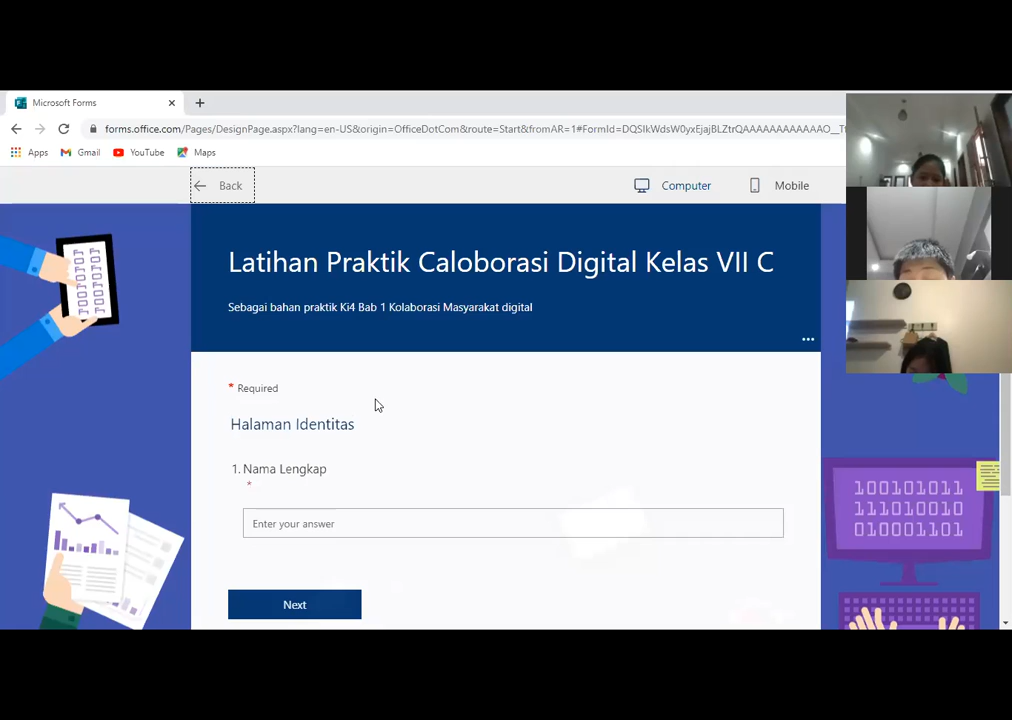 Microsoft Forms
forms.office.com/Pages/DesignPage.aspx?lang=en-US&origin=OfficeDotCom&route=Start&fromAR=1#FormId=
Apps Gmail YouTube Maps
Back Computer Mobile
Latihan Praktik Caloborasi Digital Kelas VII C
Sebagai bahan praktik Ki4 Bab 1 Kolaborasi Masyarakat digital
* Required
Halaman Identitas
1. Nama Lengkap
*
Enter your answer
Next
100101011
111010010
010001101